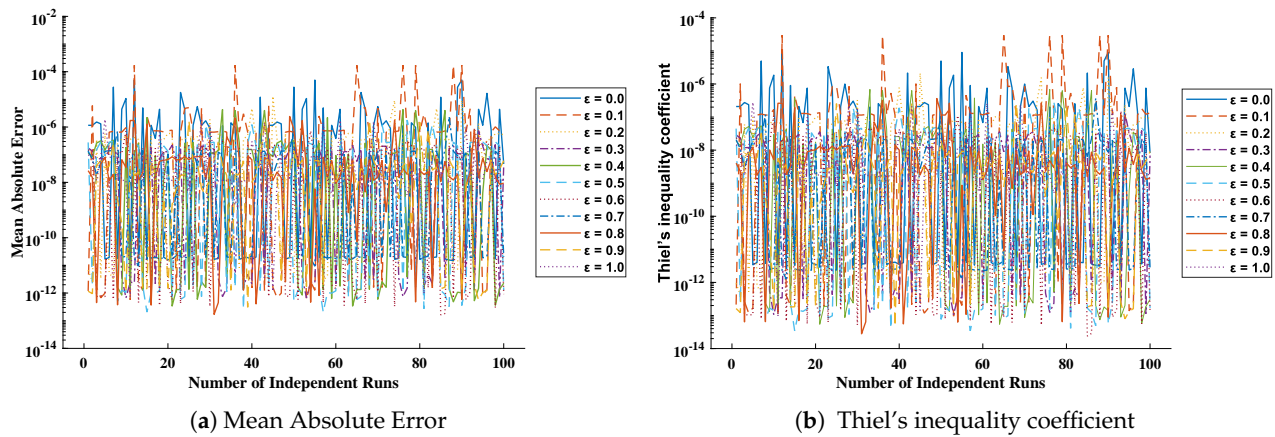 10^-2
10^-4
10^-6
10^-8
10^-10
10^-12
10^-14
Mean Absolute Error
0 20 40 60 80 100
Number of Independent Runs
ε = 0.0
ε = 0.1
ε = 0.2
ε = 0.3
ε = 0.4
ε = 0.5
ε = 0.6
ε = 0.7
ε = 0.8
ε = 0.9
ε = 1.0
(a) Mean Absolute Error
10^-4
10^-6
10^-8
10^-10
10^-12
10^-14
Thiel's inequality coefficient
0 20 40 60 80 100
Number of Independent Runs
ε = 0.0
ε = 0.1
ε = 0.2
ε = 0.3
ε = 0.4
ε = 0.5
ε = 0.6
ε = 0.7
ε = 0.8
ε = 0.9
ε = 1.0
(b) Thiel's inequality coefficient